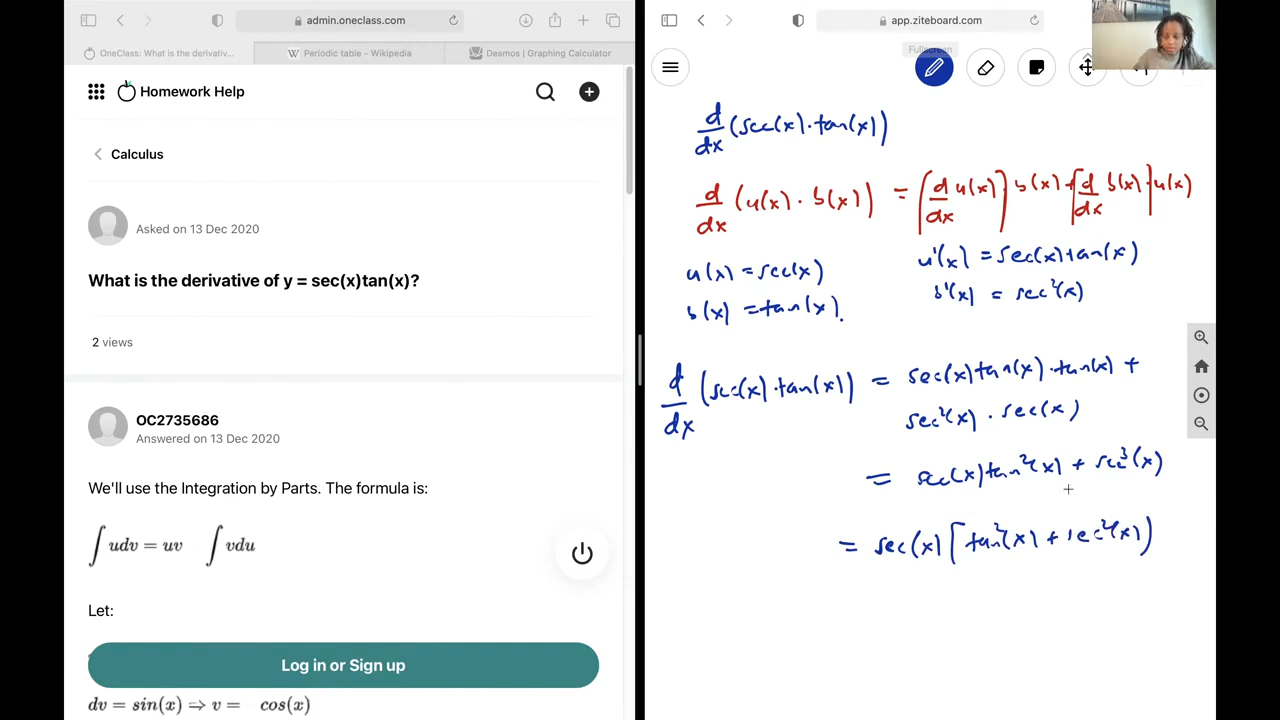 admin.oneclass.com
OneClass: What is the derivativ...
Periodic table - Wikipedia
Desmos | Graphing Calculator
Homework Help
Calculus
Asked on 13 Dec 2020
What is the derivative of y = sec(x)tan(x)?
2 views
OC2735686
Answered on 13 Dec 2020
We'll use the Integration by Parts. The formula is:
∫ udv = uv ∫ vdu
Let:
Log in or Sign up
dv = sin(x) ⇒ v = cos(x)
app.ziteboard.com
Fullscreen
d/dx (sec(x)·tan(x))
d/dx (u(x) · b(x)) = [d/dx u(x)] · b(x) + [d/dx b(x)] · u(x)
u(x) = sec(x) u'(x) = sec(x)tan(x)
b(x) = tan(x). b'(x) = sec²(x)
d/dx (sec(x)·tan(x)) = sec(x)tan(x)·tan(x) +
sec²(x) · sec(x)
= sec(x)tan²(x) + sec³(x)
= sec(x)[tan²(x) + sec²(x)]